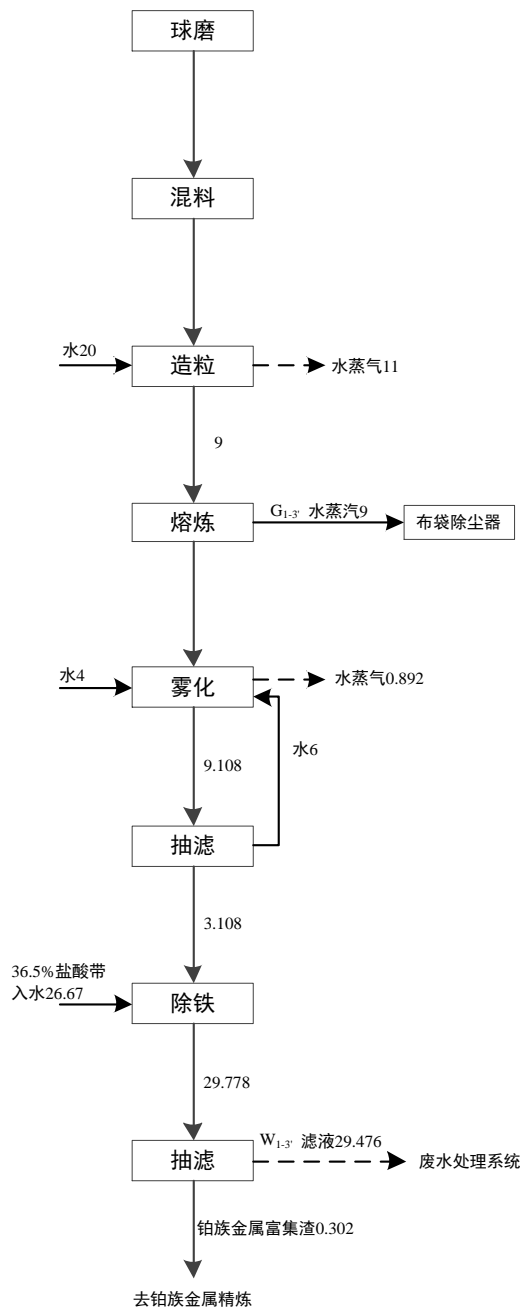 球磨
混料
水20
造粒
水蒸气11
9
熔炼
G1-3' 水蒸汽9
布袋除尘器
水4
雾化
水蒸气0.892
水6
9.108
抽滤
3.108
36.5%盐酸带
入水26.67
除铁
29.778
抽滤
W1-3' 滤液29.476
废水处理系统
铂族金属富集渣0.302
去铂族金属精炼